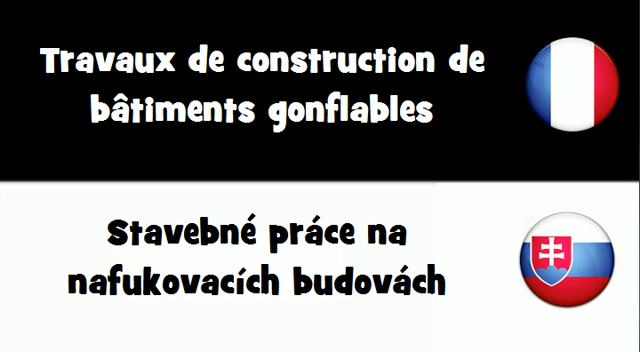 Travaux de construction de
bâtiments gonflables
Stavebné práce na
nafukovacích budovách